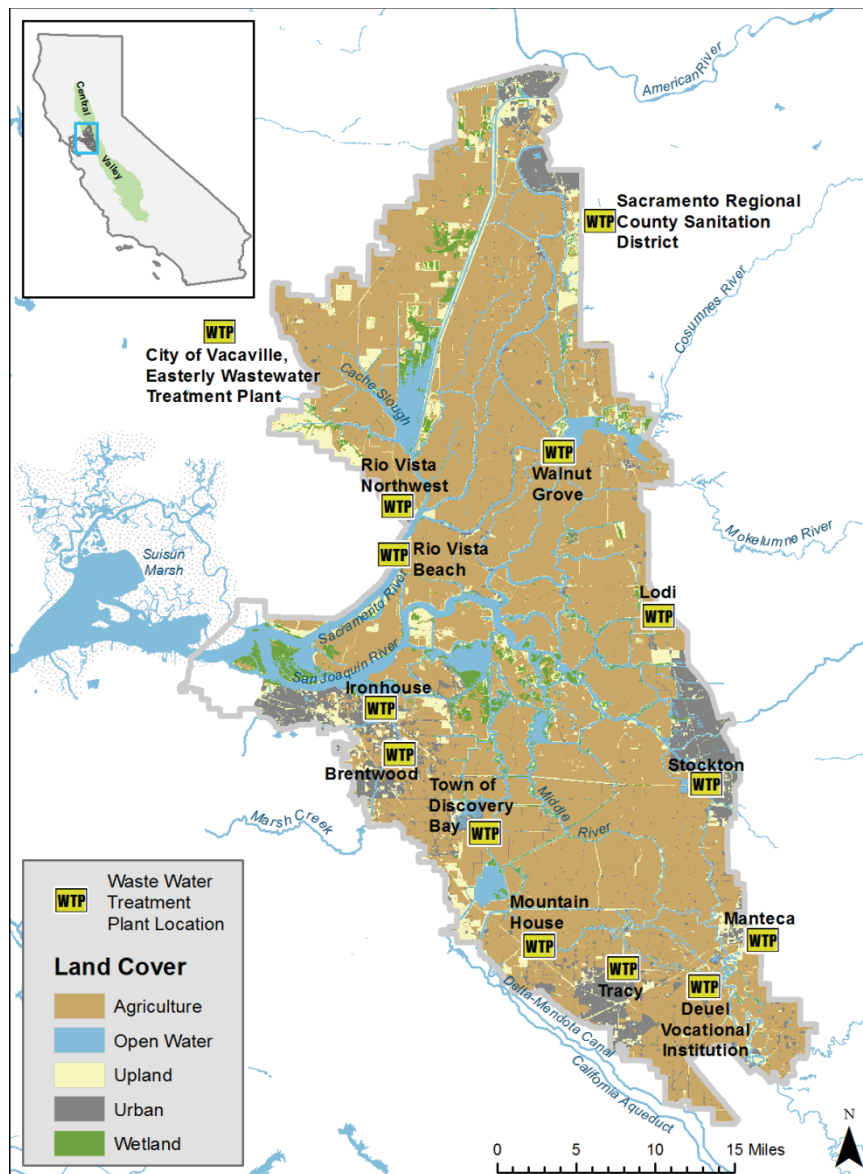 Central
Valley
American River
WTP
Sacramento Regional
County Sanitation
District
Cosumnes River
WTP
City of Vacaville,
Easterly Wastewater
Treatment Plant
Cache Slough
Rio Vista
Northwest
WTP
WTP
Walnut
Grove
Mokelumne River
Suisun
Marsh
WTP
Rio Vista
Beach
Sacramento River
Lodi
WTP
San Joaquin River
Ironhouse
WTP
WTP
Brentwood
Stockton
WTP
Town of
Discovery
Bay
WTP
Middle
River
Marsh Creek
Mountain
House
WTP
Manteca
WTP
WTP
Tracy
WTP
Deuel
Vocational
Institution
Delta-Mendota Canal
California Aqueduct
WTP
Waste Water
Treatment
Plant Location
Land Cover
Agriculture
Open Water
Upland
Urban
Wetland
0 5 10 15 Miles
N